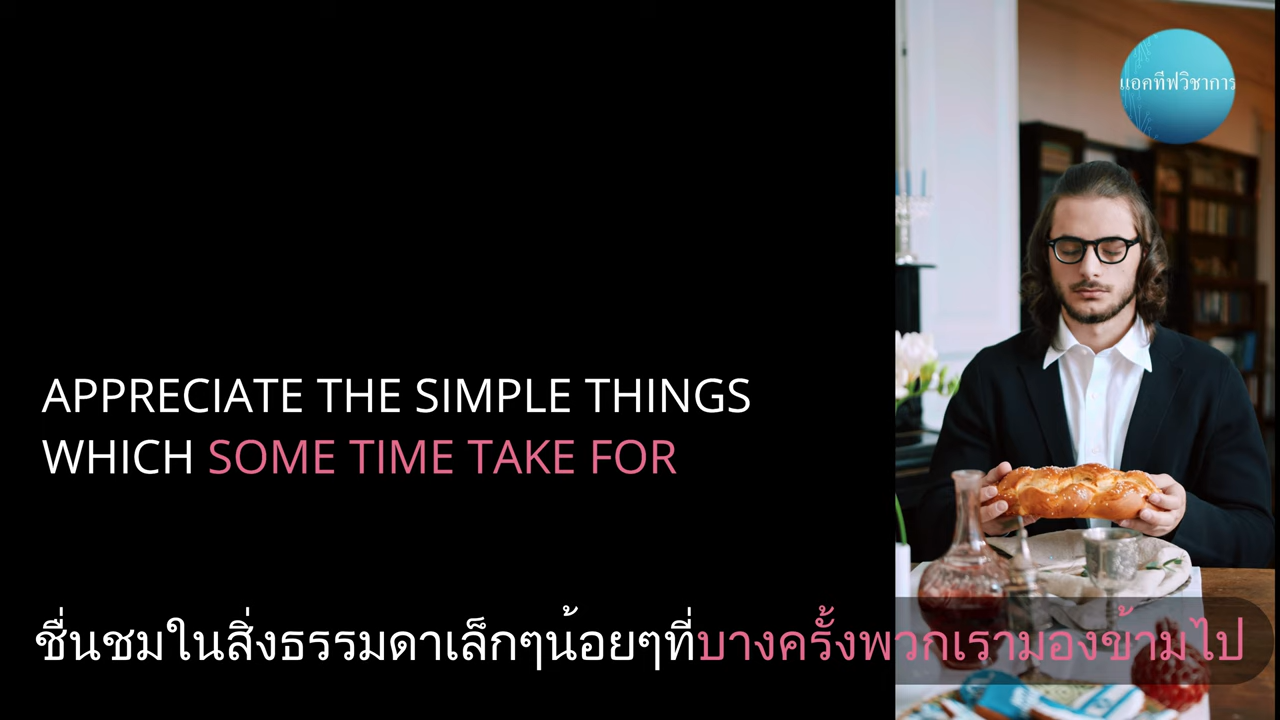 แอคทีฟวิชาการ
APPRECIATE THE SIMPLE THINGS
WHICH SOME TIME TAKE FOR
ชื่นชมในสิ่งธรรมดาเล็กๆน้อยๆที่บางครั้งพวกเรามองข้ามไป